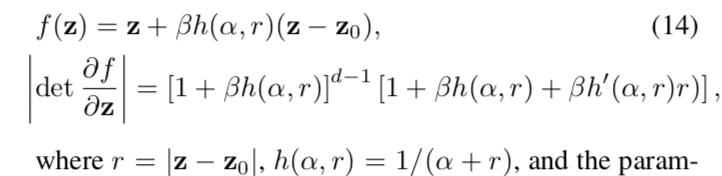 f(z) = z + βh(α, r)(z − z₀), (14)
|det ∂f/∂z| = [1 + βh(α, r)]ᵈ⁻¹ [1 + βh(α, r) + βh′(α, r)r)] ,
where r = |z − z₀|, h(α, r) = 1/(α + r), and the param-